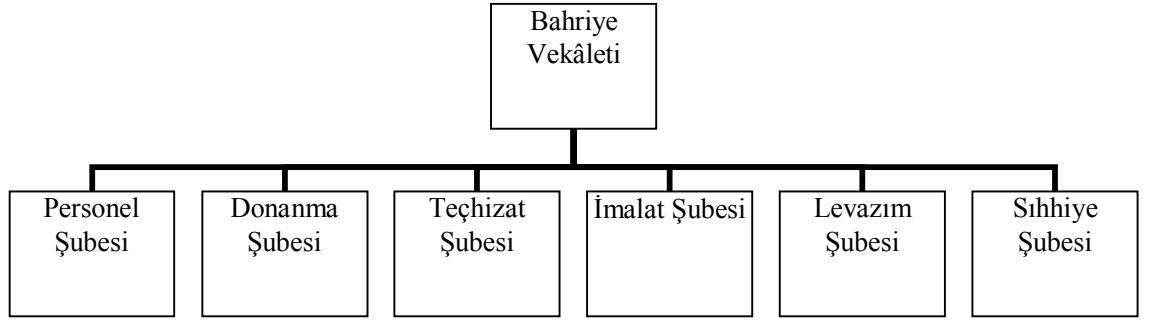 Bahriye
Vekâleti
Personel
Şubesi
Donanma
Şubesi
Teçhizat
Şubesi
İmalat Şubesi
Levazım
Şubesi
Sıhhiye
Şubesi